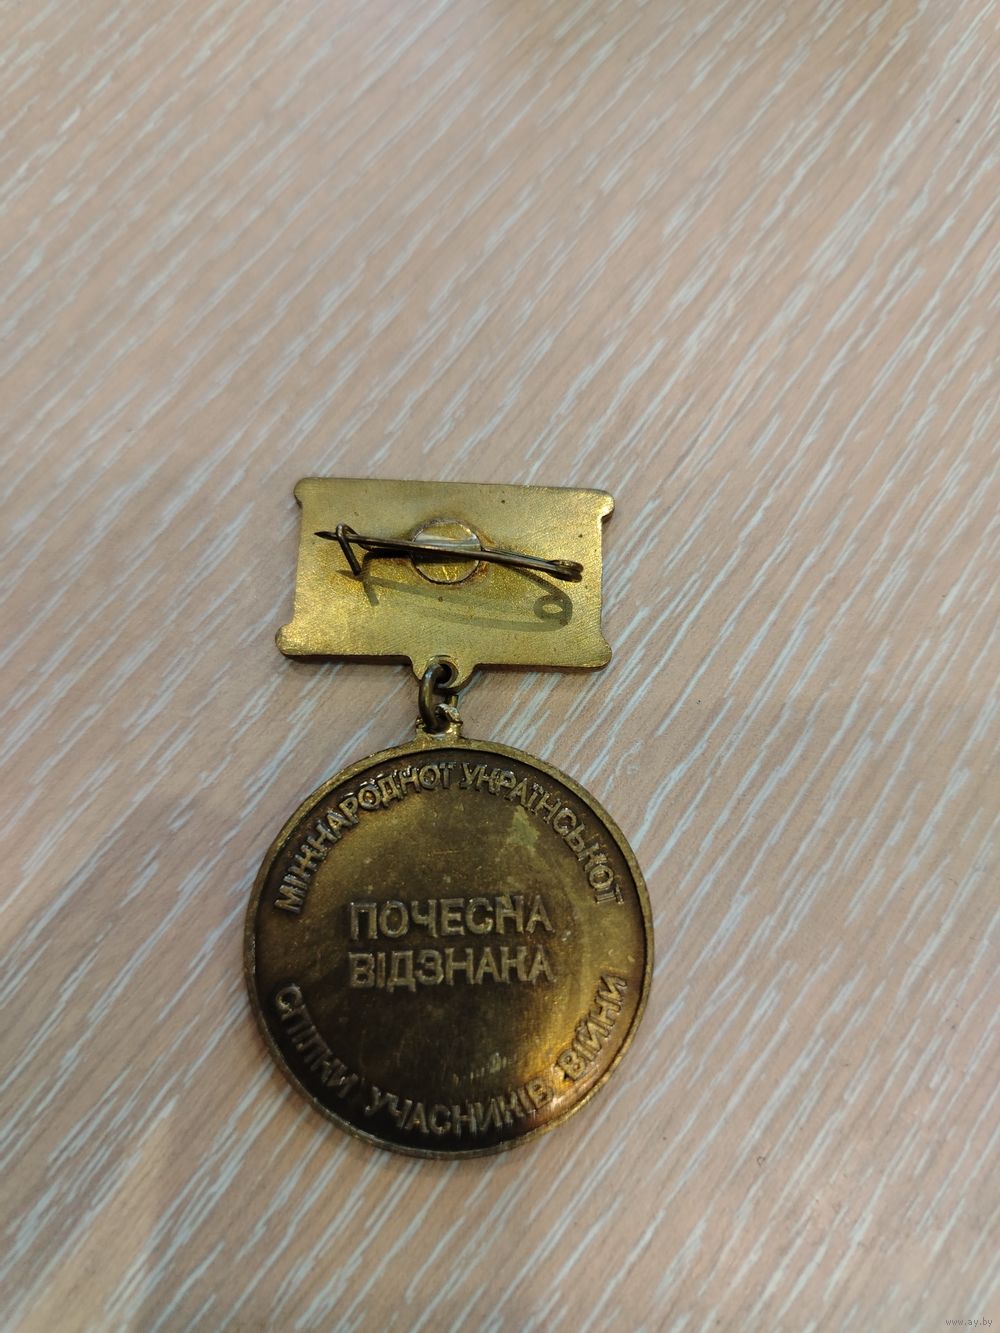 МІЖНАРОДНОЇ УКРАЇНСЬКОЇ
ПОЧЕСНА
ВІДЗНАКА
СПІЛКИ УЧАСНИКІВ ВІЙНИ
www.ay.by